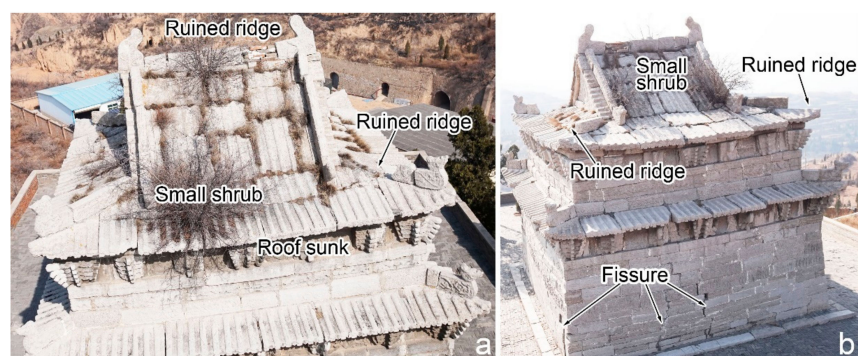 Ruined ridge
Ruined ridge
Small shrub
Roof sunk
a
Small
shrub
Ruined ridge
Ruined ridge
Fissure
b